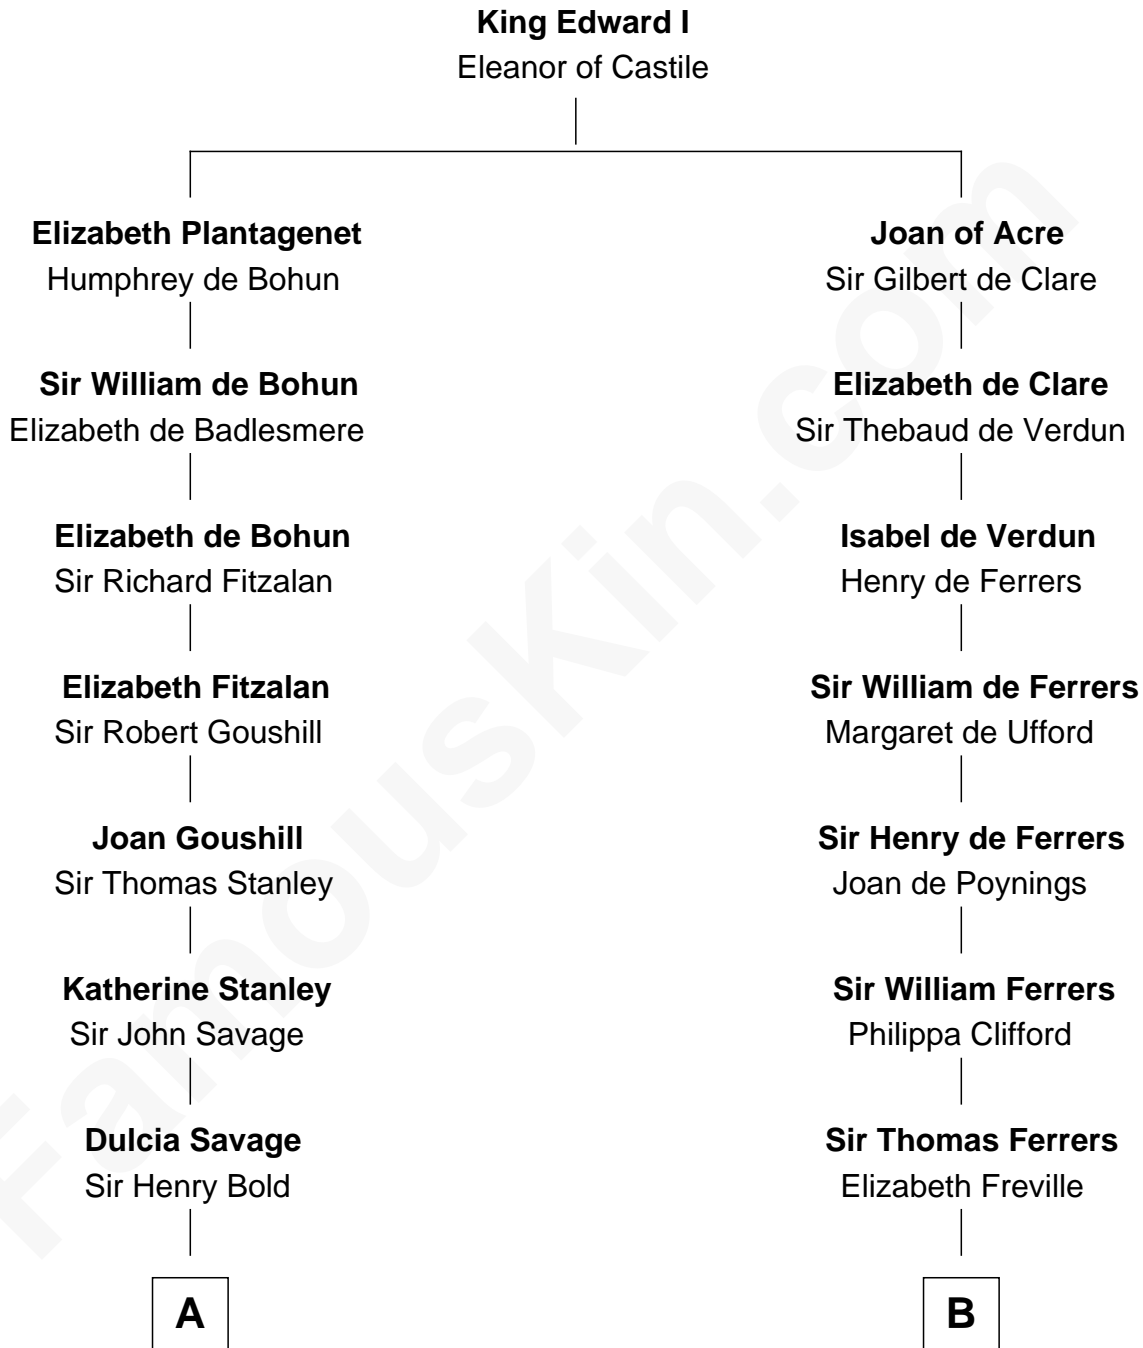 King Edward I
Eleanor of Castile
Elizabeth Plantagenet
Humphrey de Bohun
Joan of Acre
Sir Gilbert de Clare
Sir William de Bohun
Elizabeth de Badlesmere
Elizabeth de Clare
Sir Thebaud de Verdun
Elizabeth de Bohun
Sir Richard Fitzalan
Isabel de Verdun
Henry de Ferrers
Elizabeth Fitzalan
Sir Robert Goushill
Sir William de Ferrers
Margaret de Ufford
Joan Goushill
Sir Thomas Stanley
Sir Henry de Ferrers
Joan de Poynings
Katherine Stanley
Sir John Savage
Sir William Ferrers
Philippa Clifford
Dulcia Savage
Sir Henry Bold
Sir Thomas Ferrers
Elizabeth Freville
A
B
FamousKin.com